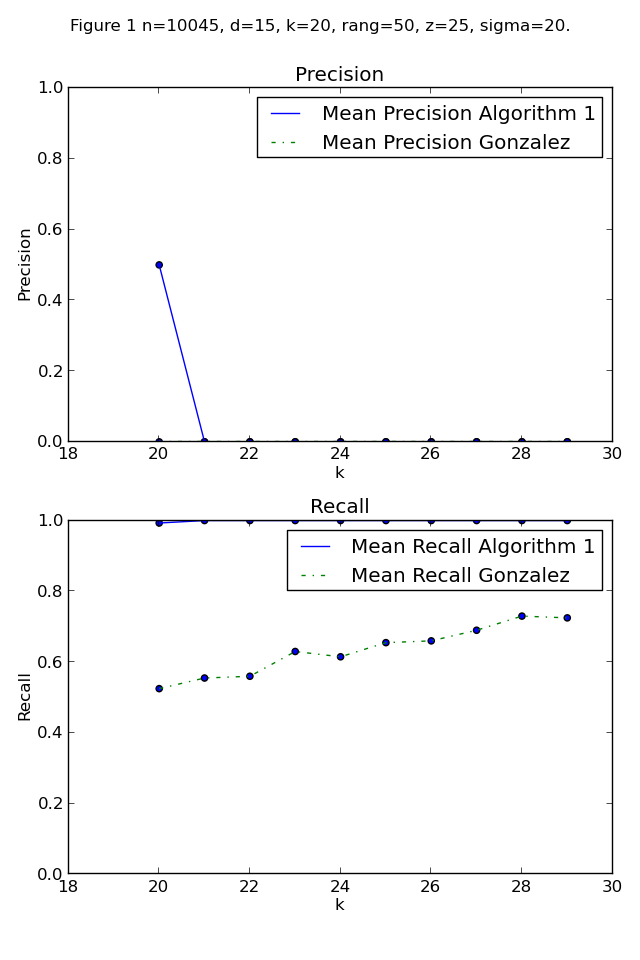 Figure 1 n=10045, d=15, k=20, rang=50, z=25, sigma=20.
Precision
1.0
0.8
0.6
0.4
0.2
0.0
Precision
Mean Precision Algorithm 1
Mean Precision Gonzalez
18 20 22 24 26 28 30
k
Recall
1.0
0.8
0.6
0.4
0.2
0.0
Recall
Mean Recall Algorithm 1
Mean Recall Gonzalez
18 20 22 24 26 28 30
k